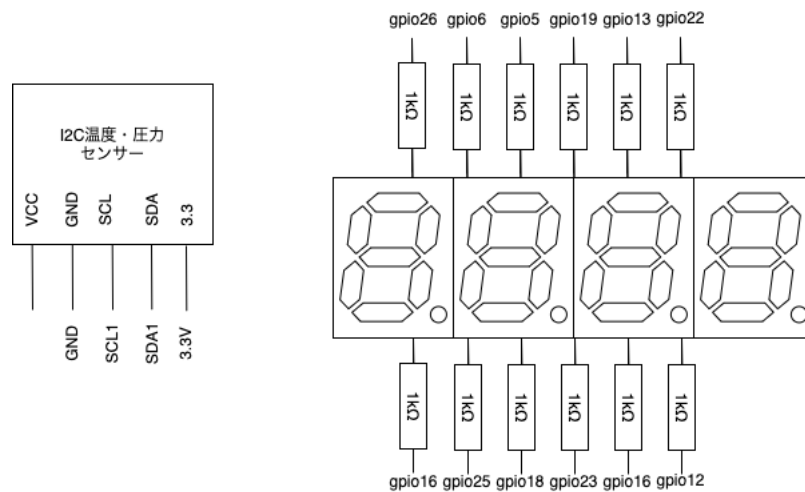 gpio26 gpio6 gpio5 gpio19 gpio13 gpio22
1kΩ 1kΩ 1kΩ 1kΩ 1kΩ 1kΩ
I2C温度・圧力
センサー
VCC GND SCL SDA 3.3
GND SCL1 SDA1 3.3V
1kΩ 1kΩ 1kΩ 1kΩ 1kΩ 1kΩ
gpio16 gpio25 gpio18 gpio23 gpio16 gpio12